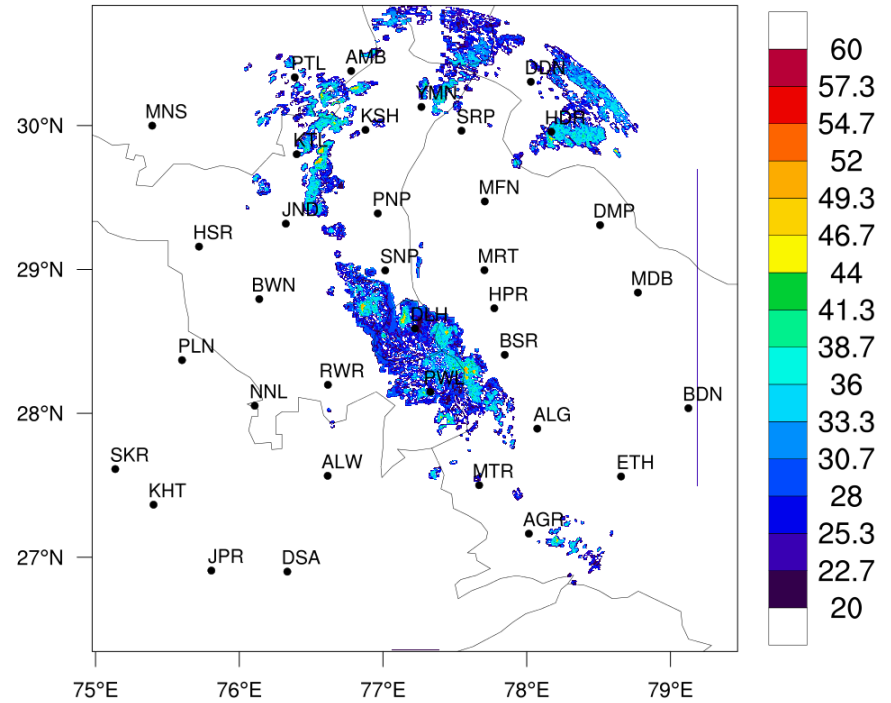 60
57.3
54.7
52
49.3
46.7
44
41.3
38.7
36
33.3
30.7
28
25.3
22.7
20
30°N
29°N
28°N
27°N
75°E 76°E 77°E 78°E 79°E
PTL
AMB
DDN
YMN
MNS
KSH
SRP
HDR
KTL
MFN
PNP
DMP
JND
HSR
SNP
MRT
MDB
BWN
HPR
DLH
BSR
PLN
RWR
PWL
NNL
BDN
ALG
SKR
ALW
MTR
ETH
KHT
AGR
JPR
DSA